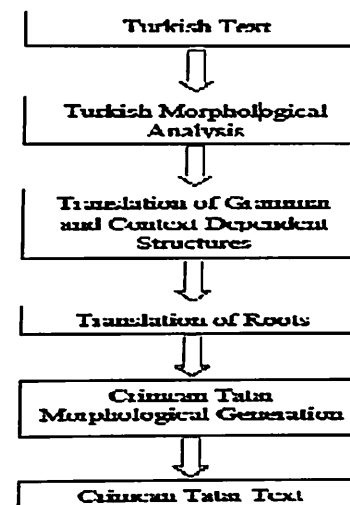 Turkish Text
Turkish Morphological
Analysis
Translation of Grammar
and Context Dependent
Structures
Translation of Roots
Crimean Tatar
Morphological Generation
Crimean Tatar Text